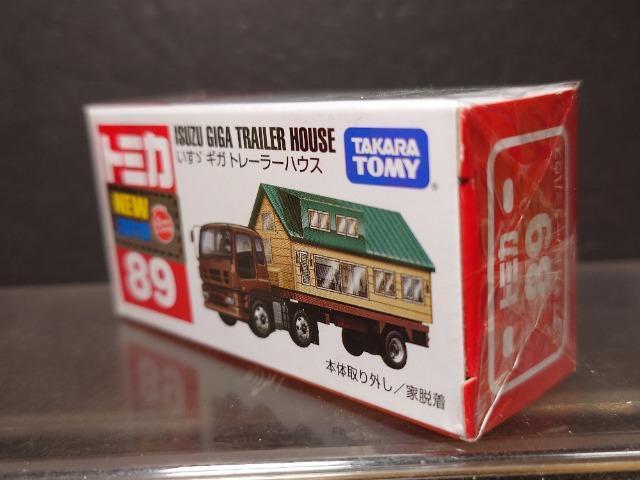 トミカ
NEW
89
ISUZU GIGA TRAILER HOUSE
いすゞ ギガ トレーラーハウス
TAKARA
TOMY
本体取り外し/家脱着
トミカ
89